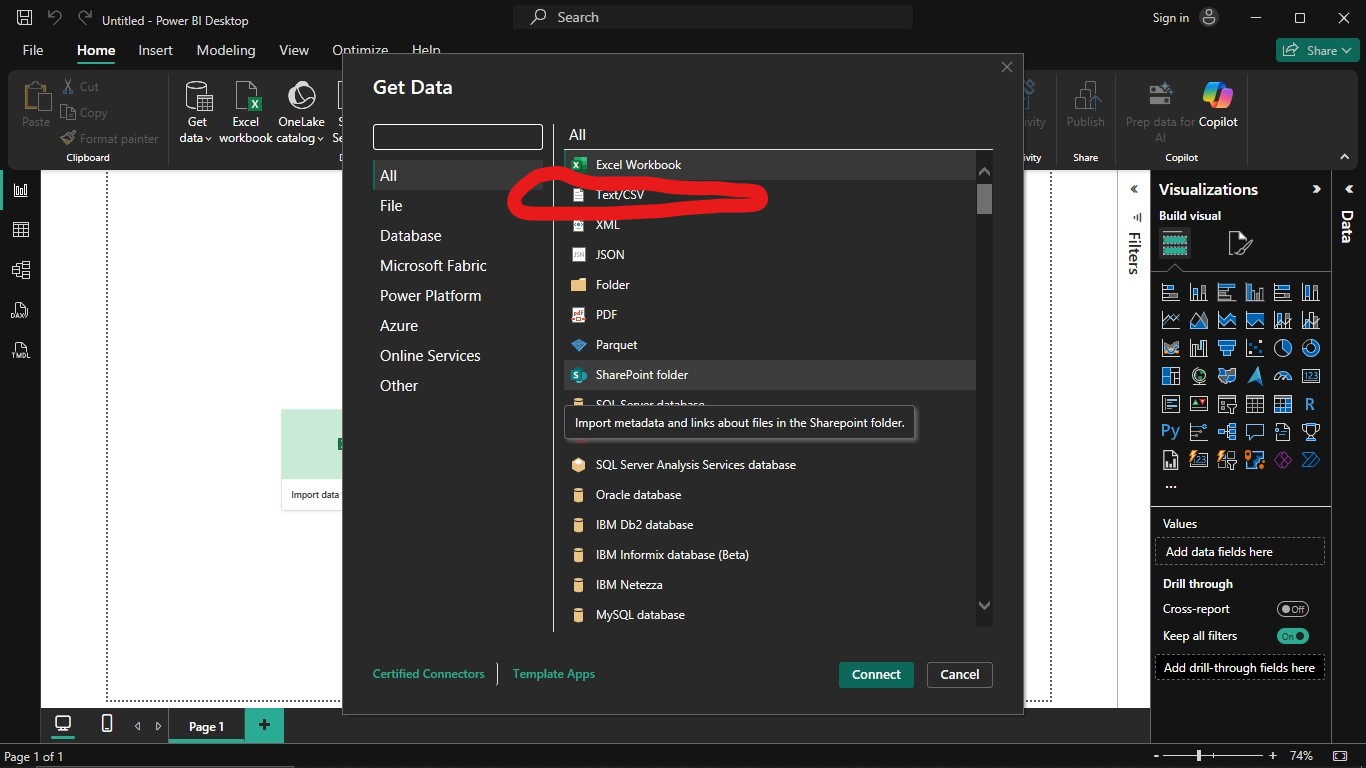 Untitled - Power BI Desktop
Search
Sign in
File
Home
Insert
Modeling
View
Optimize
Help
Share
Paste
Cut
Copy
Format painter
Clipboard
Get data
Excel workbook
OneLake catalog
Publish
Share
Prep data for AI
Copilot
Copilot
Get Data
All
File
Database
Microsoft Fabric
Power Platform
Azure
Online Services
Other
All
Excel Workbook
Text/CSV
XML
JSON
Folder
PDF
Parquet
SharePoint folder
SQL Server database
Import metadata and links about files in the Sharepoint folder.
SQL Server Analysis Services database
Oracle database
IBM Db2 database
IBM Informix database (Beta)
IBM Netezza
MySQL database
Certified Connectors
Template Apps
Connect
Cancel
Import data
DAX
TMDL
Filters
Visualizations
Build visual
123
R
Py
123
...
Values
Add data fields here
Drill through
Cross-report
Off
Keep all filters
On
Add drill-through fields here
Data
Page 1
Page 1 of 1
74%